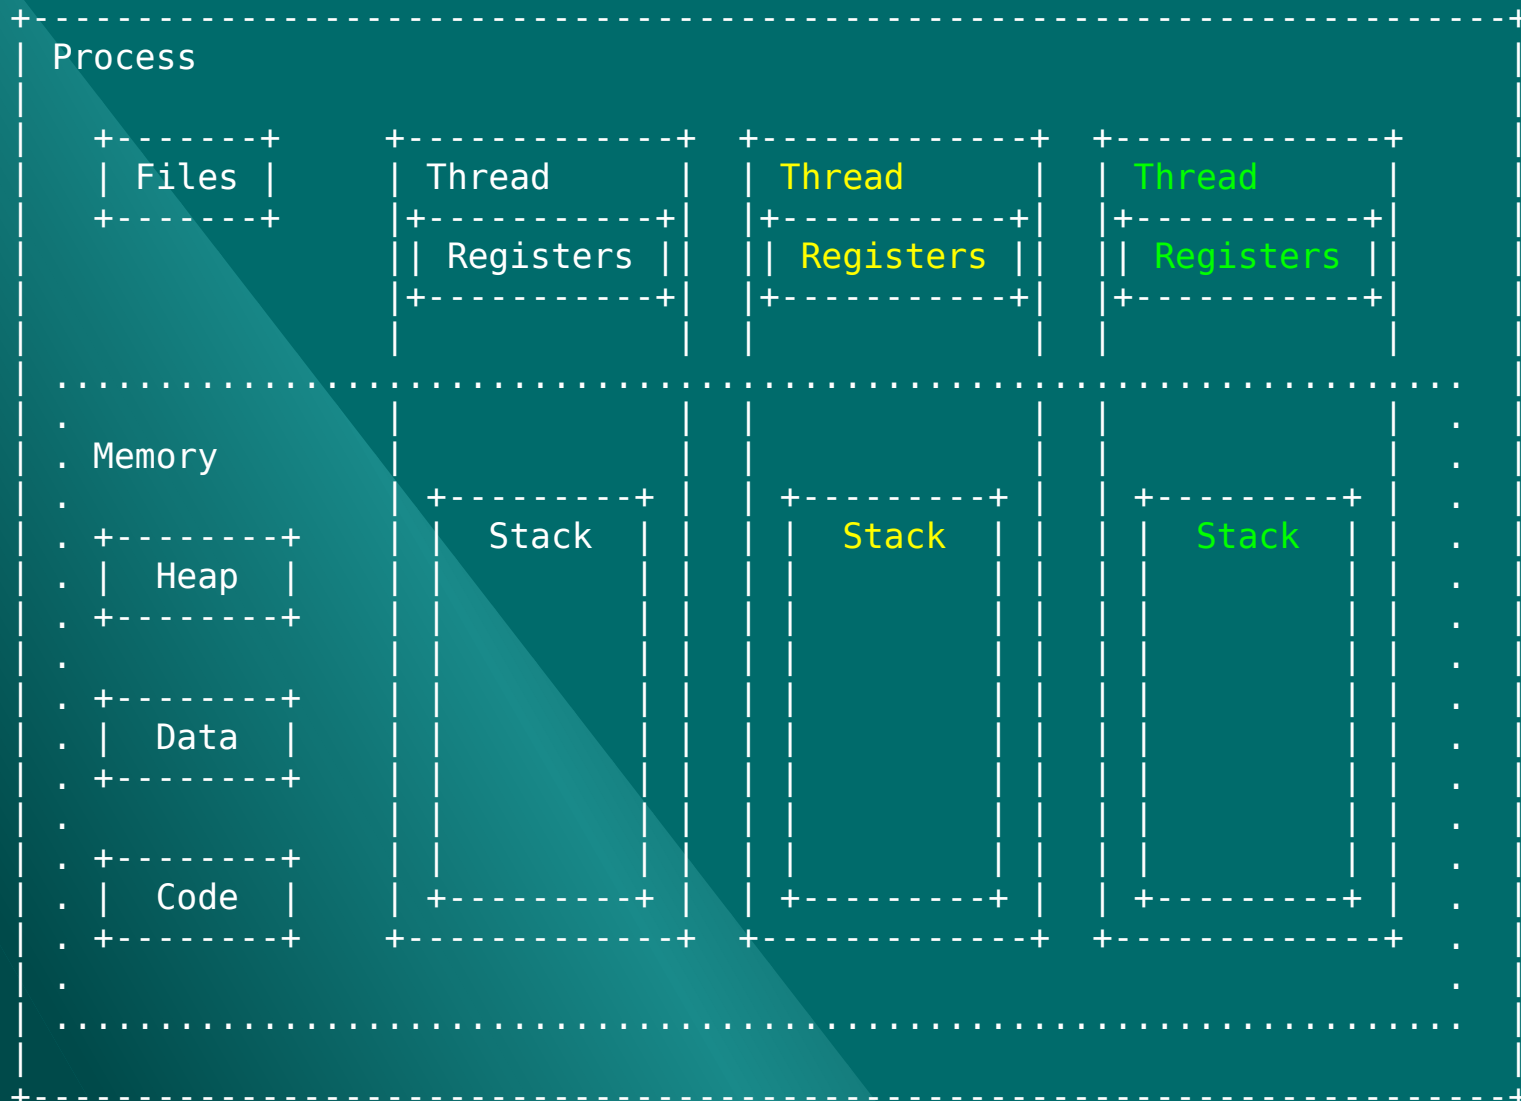 Process
Files
Thread
Thread
Thread
Registers
Registers
Registers
Memory
Stack
Stack
Stack
Heap
Data
Code